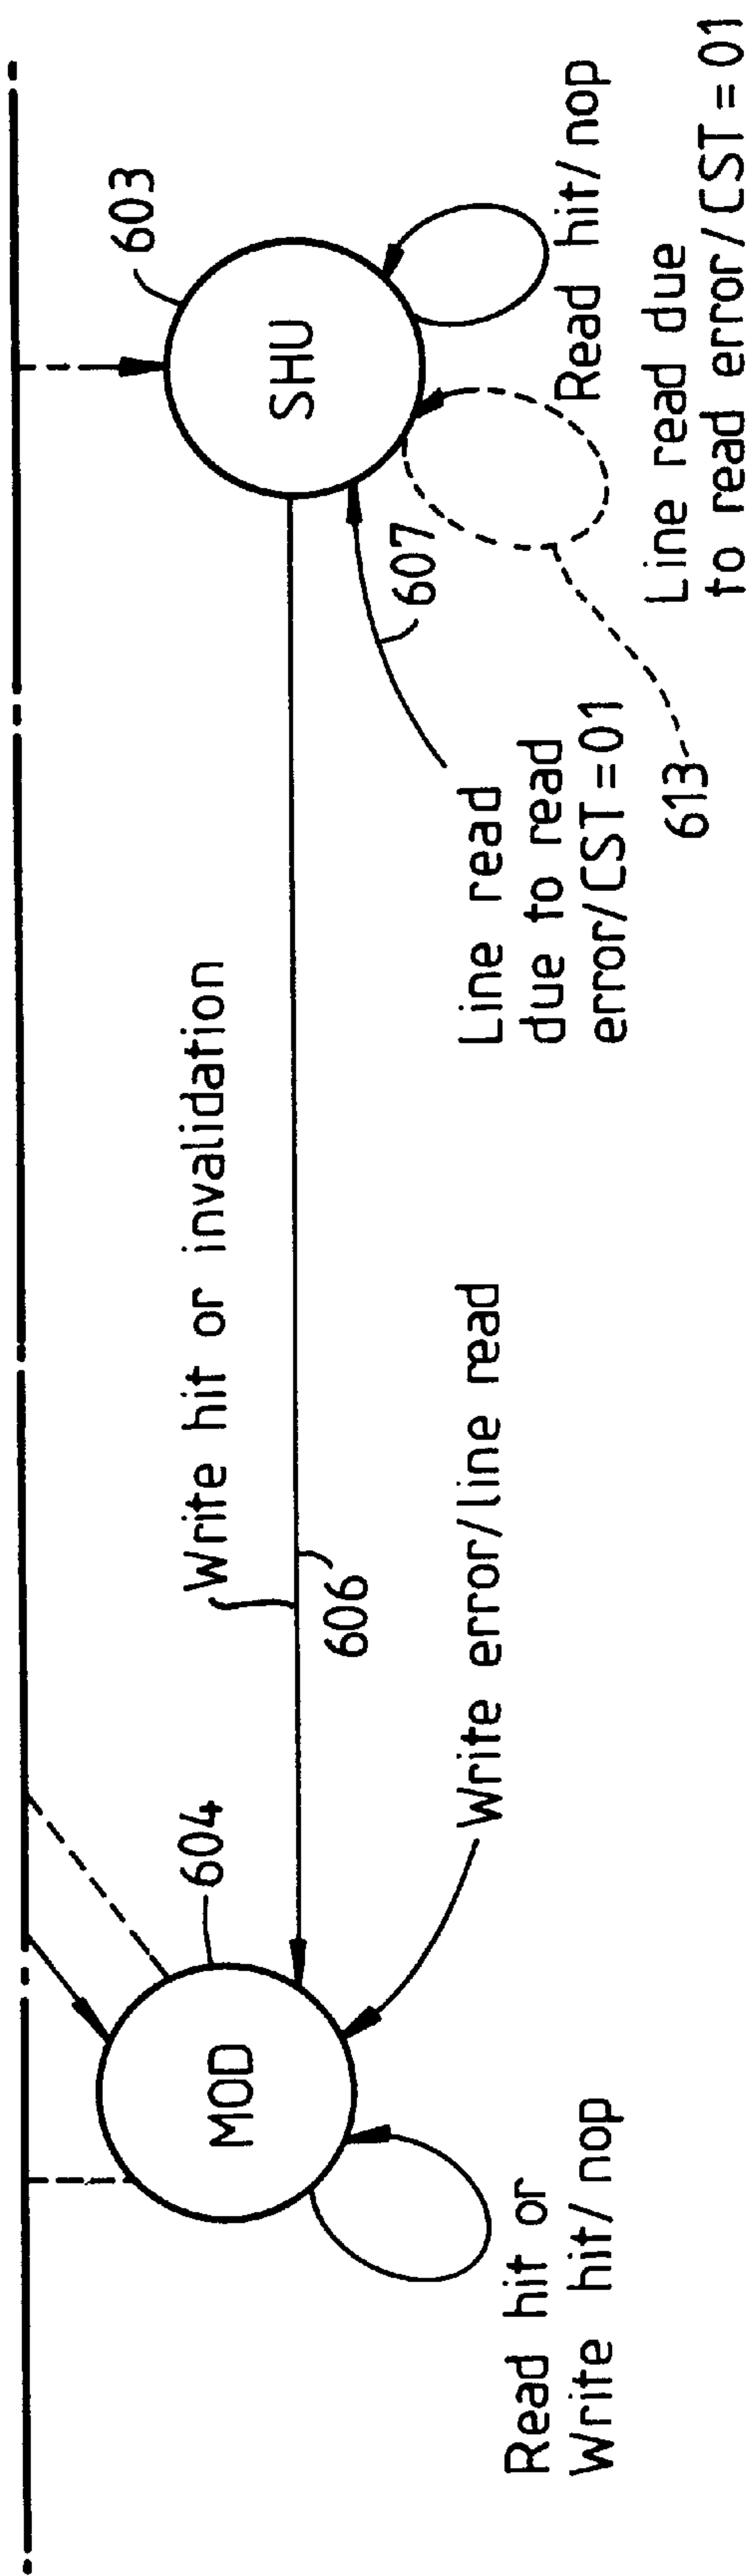 603
SHU
604
MOD
Write hit or invalidation
606
607
Read hit/nop
Line read
due to read
error/CST=01
Write error/line read
Line read due
to read error/CST=01
613
Read hit or
Write hit/nop